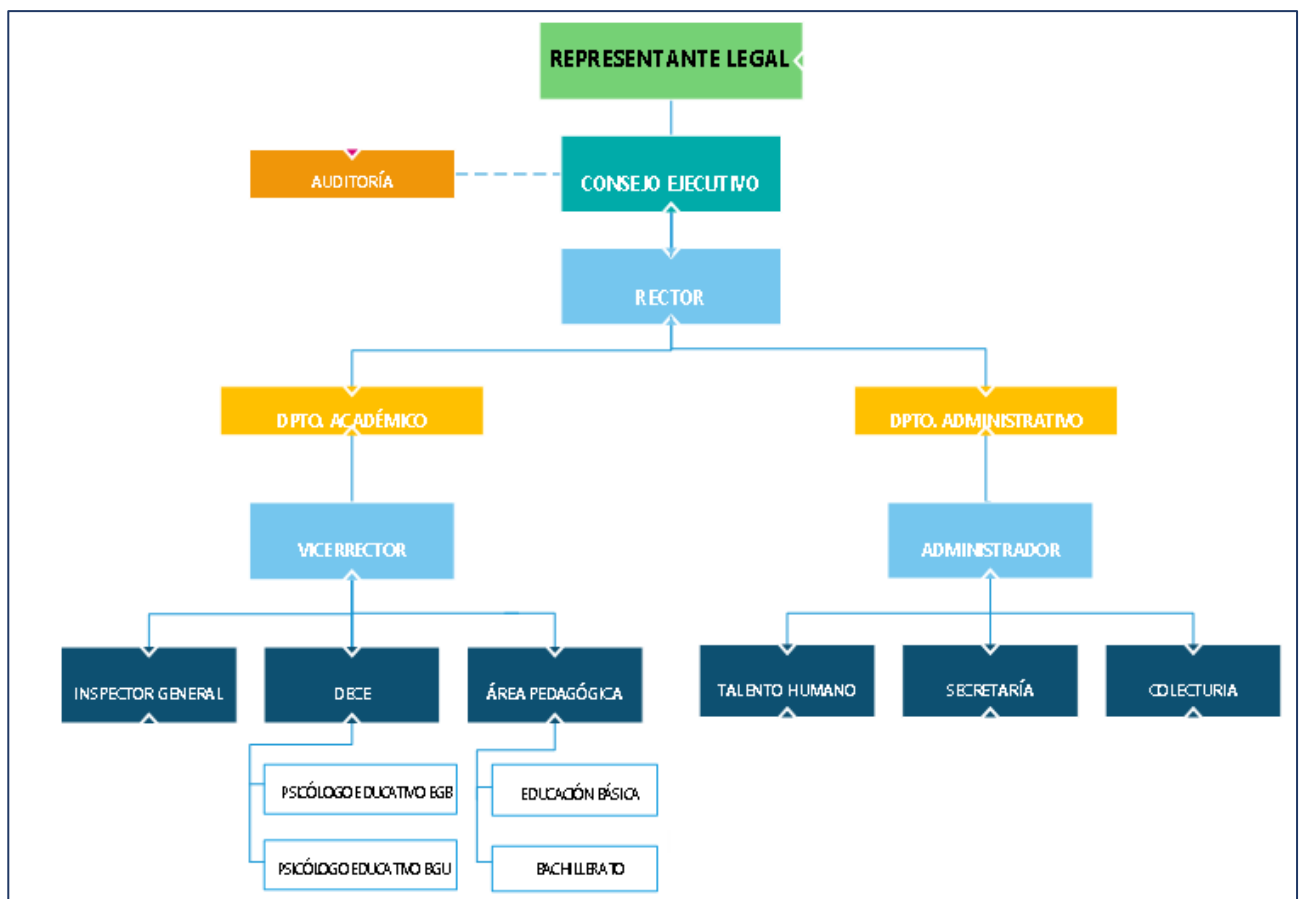 REPRESENTANTE LEGAL
AUDITORÍA
CONSEJO EJECUTIVO
RECTOR
DPTO. ACADÉMICO
DPTO. ADMINISTRATIVO
VICERRECTOR
ADMINISTRADOR
INSPECTOR GENERAL
DECE
ÁREA PEDAGÓGICA
TALENTO HUMANO
SECRETARÍA
COLECTURIA
PSICÓLOGO EDUCATIVO EGB
EDUCACIÓN BÁSICA
PSICÓLOGO EDUCATIVO BGU
BACHILLERATO